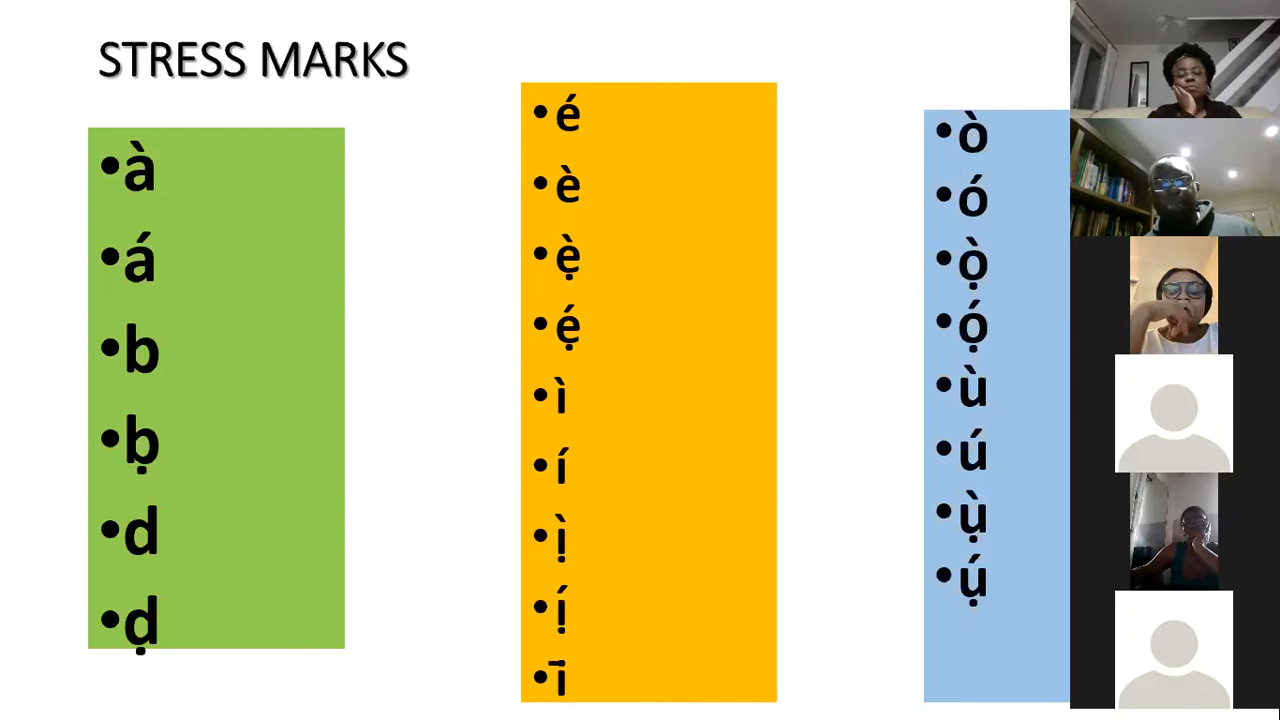 STRESS MARKS
•à
•á
•b
•ḅ
•d
•ḍ
•é
•è
•ẹ̀
•ẹ́
•ì
•í
•ị̀
•ị́
•ī
•ò
•ó
•ọ̀
•ọ́
•ù
•ú
•ụ̀
•ụ́